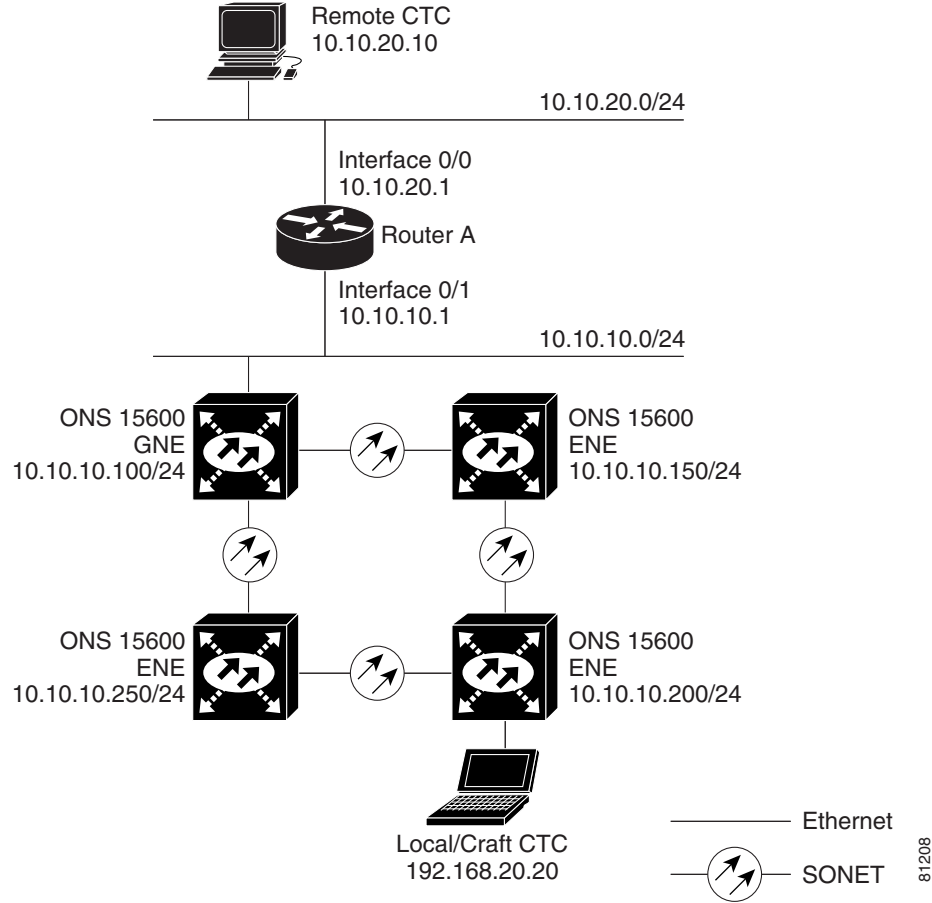 Remote CTC
10.10.20.10
10.10.20.0/24
Interface 0/0
10.10.20.1
Router A
Interface 0/1
10.10.10.1
10.10.10.0/24
ONS 15600
GNE
10.10.10.100/24
ONS 15600
ENE
10.10.10.150/24
ONS 15600
ENE
10.10.10.250/24
ONS 15600
ENE
10.10.10.200/24
Local/Craft CTC
192.168.20.20
Ethernet
SONET
81208